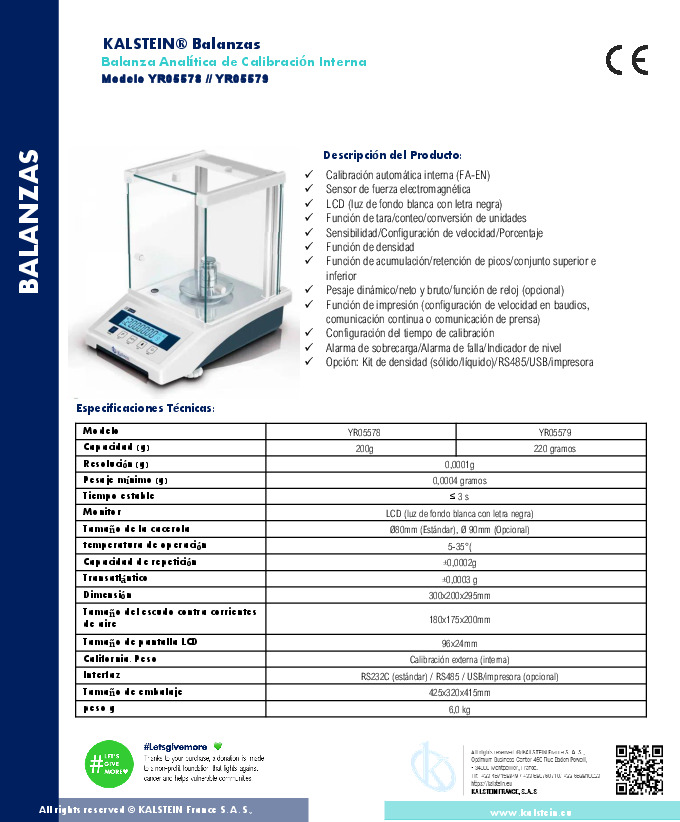 KALSTEIN® Balanzas
Balanza Analítica de Calibración Interna
Modelo YR05578 // YR05579
CE
BALANZAS
Descripción del Producto:
✓ Calibración automática interna (FA-EN)
✓ Sensor de fuerza electromagnética
✓ LCD (luz de fondo blanca con letra negra)
✓ Función de tara/conteo/conversión de unidades
✓ Sensibilidad/Configuración de velocidad/Porcentaje
✓ Función de densidad
✓ Función de acumulación/retención de picos/conjunto superior e
inferior
✓ Pesaje dinámico/neto y bruto/función de reloj (opcional)
✓ Función de impresión (configuración de velocidad en baudios,
comunicación continua o comunicación de prensa)
✓ Configuración del tiempo de calibración
✓ Alarma de sobrecarga/Alarma de falla/Indicador de nivel
✓ Opción: Kit de densidad (sólido/líquido)/RS485/USB/impresora
Especificaciones Técnicas:
Modelo YR05578 YR05579
Capacidad (g) 200g 220 gramos
Resolución (g) 0,0001g
Pesaje mínimo (g) 0,0004 gramos
Tiempo estable ≤ 3 s
Monitor LCD (luz de fondo blanca con letra negra)
Tamaño de la cacerola Ø80mm (Estándar), Ø 90mm (Opcional)
temperatura de operación 5-35°(
Capacidad de repetición ±0,0002g
Transatlántico ±0,0003 g
Dimensión 300x200x295mm
Tamaño del escudo contra corrientes
de aire 180x175x200mm
Tamaño de pantalla LCD 96x24mm
California. Peso Calibración externa (interna)
Interfaz RS232C (estándar) / RS485 / USB/impresora (opcional)
Tamaño de embalaje 425x320x415mm
peso g 6,0 kg
#LET'S
GIVE
MORE
#Letsgivemore
Thanks to your purchase, a donation is made
to a non-profit foundation that fights against
cancer and helps vulnerable communities
All rights reserved ® KALSTEIN France S. A. S.,
Optimum Business Center 450 Rue Baden Powell,
34000 Montpellier, France.
https://kalstein.eu
KALSTEIN FRANCE, S.A.S
All rights reserved © KALSTEIN France S.A.S.,
www.kalstein.eu